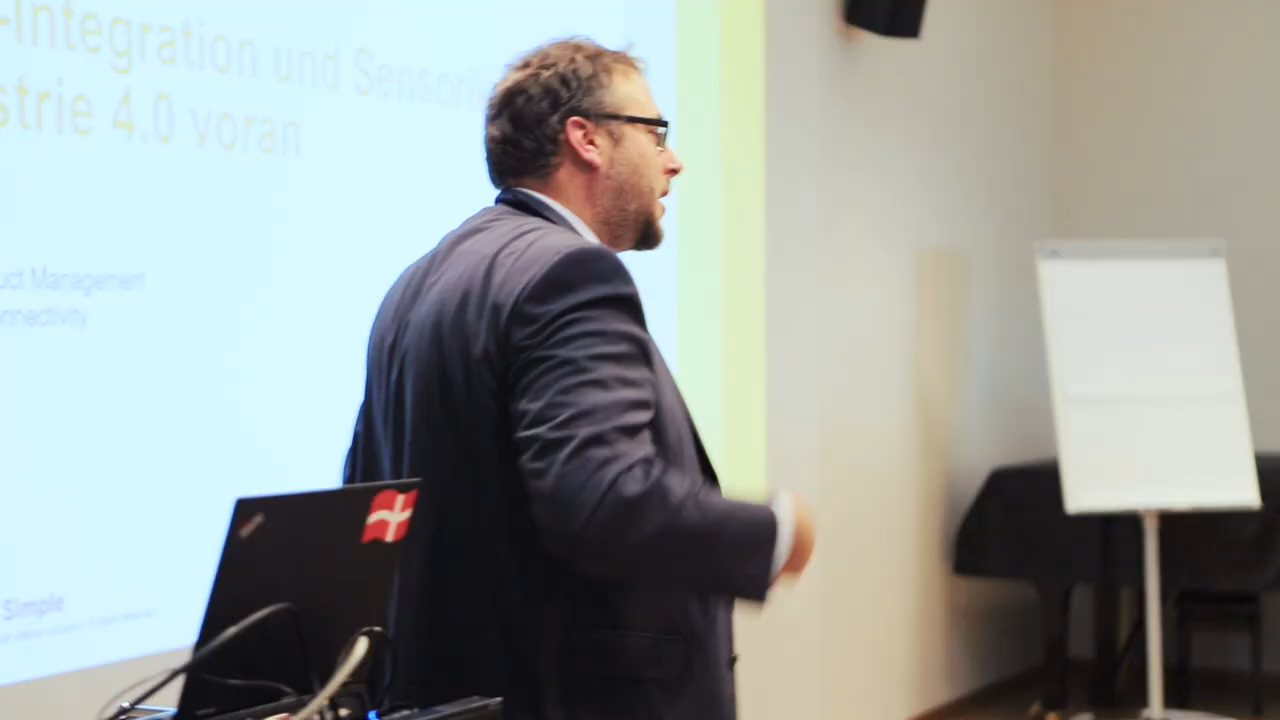 -Integration und Sensorik
strie 4.0 voran
uct Management
nnectivity
Simple